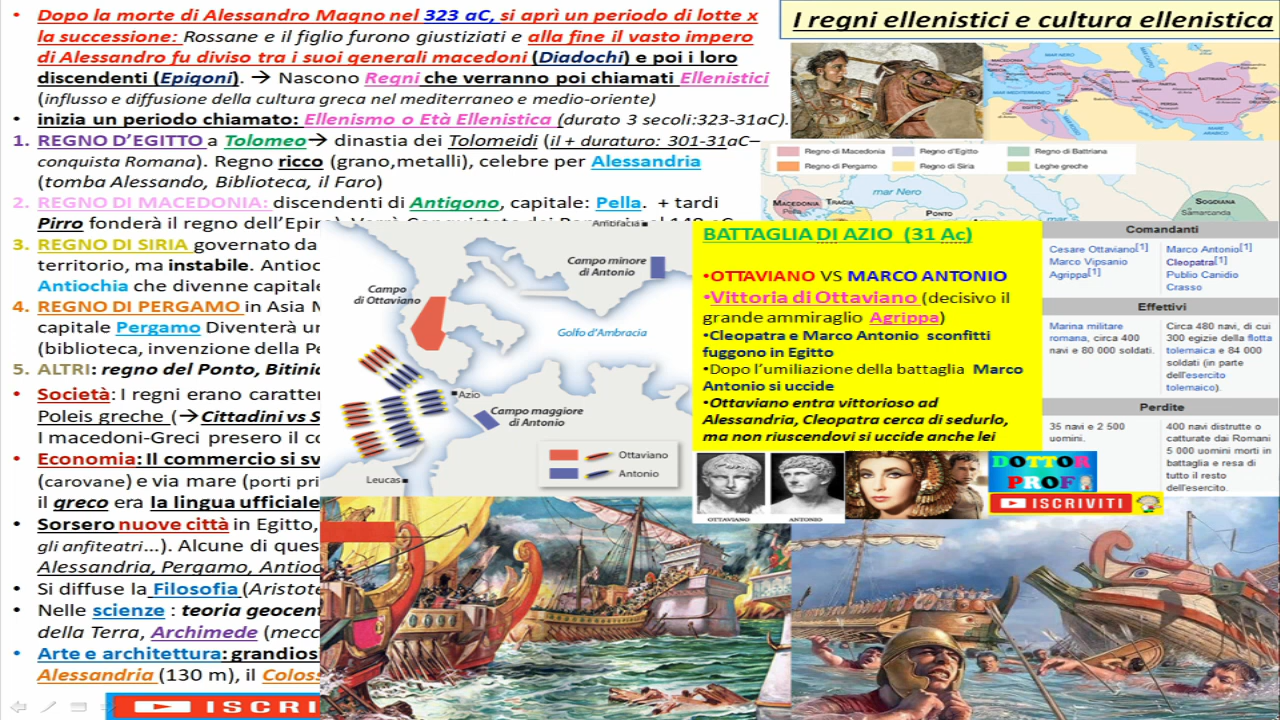 • Dopo la morte di Alessandro Magno nel 323 aC, si aprì un periodo di lotte x
la successione: Rossane e il figlio furono giustiziati e alla fine il vasto impero
di Alessandro fu diviso tra i suoi generali macedoni (Diadochi) e poi i loro
discendenti (Epigoni). → Nascono Regni che verranno poi chiamati Ellenistici
(influsso e diffusione della cultura greca nel mediterraneo e medio-oriente)
• inizia un periodo chiamato: Ellenismo o Età Ellenistica (durato 3 secoli:323-31aC).
1. REGNO D'EGITTO a Tolomeo→ dinastia dei Tolomeidi (il + duraturo: 301-31aC–
conquista Romana). Regno ricco (grano,metalli), celebre per Alessandria
(tomba Alessando, Biblioteca, il Faro)
2. REGNO DI MACEDONIA: discendenti di Antigono, capitale: Pella. + tardi
Pirro fonderà il regno dell'Epiro
3. REGNO DI SIRIA governato da
territorio, ma instabile. Antioc
Antiochia che divenne capitale
4. REGNO DI PERGAMO in Asia M
capitale Pergamo Diventerà un
(biblioteca, invenzione della Pe
5. ALTRI: regno del Ponto, Bitinia
• Società: I regni erano caratter
Poleis greche (→Cittadini vs S
I macedoni-Greci presero il co
• Economia: Il commercio si sv
(carovane) e via mare (porti pri
il greco era la lingua ufficiale
• Sorsero nuove città in Egitto,
gli anfiteatri...). Alcune di ques
Alessandria, Pergamo, Antioc
• Si diffuse la Filosofia (Aristote
• Nelle scienze : teoria geocent
della Terra, Archimede (mecc
• Arte e architettura: grandios
Alessandria (130 m), il Coloss
ISCRI
I regni ellenistici e cultura ellenistica
MAR NERO
MAR MEDITERRANEO
MARE ARABICO
Regno di Macedonia
Regno d'Egitto
Regno di Battriana
Regno di Pergamo
Regno di Siria
Leghe greche
mar Nero
MACEDONIA
Pella
TRACIA
PONTO
SOGDIANA
Samarcanda
Ambracia
Campo minore
di Antonio
Campo
di Ottaviano
Golfo d'Ambracia
Azio
Campo maggiore
di Antonio
Leucas
Ottaviano
Antonio
BATTAGLIA DI AZIO (31 Ac)
•OTTAVIANO VS MARCO ANTONIO
•Vittoria di Ottaviano (decisivo il
grande ammiraglio Agrippa)
•Cleopatra e Marco Antonio sconfitti
fuggono in Egitto
•Dopo l'umiliazione della battaglia Marco
Antonio si uccide
•Ottaviano entra vittorioso ad
Alessandria, Cleopatra cerca di sedurlo,
ma non riuscendovi si uccide anche lei
OTTAVIANO
ANTONIO
DOTTOR
PROF
ISCRIVITI
Comandanti
Cesare Ottaviano[1]
Marco Vipsanio
Agrippa[1]
Marco Antonio[1]
Cleopatra[1]
Publio Canidio
Crasso
Effettivi
Marina militare
romana, circa 400
navi e 80 000 soldati.
Circa 480 navi, di cui
300 egizie della flotta
tolemaica e 84 000
soldati (in parte
dell'esercito
tolemaico).
Perdite
35 navi e 2 500
uomini.
400 navi distrutte o
catturate dai Romani
5 000 uomini morti in
battaglia e resa di
tutto il resto
dell'esercito.